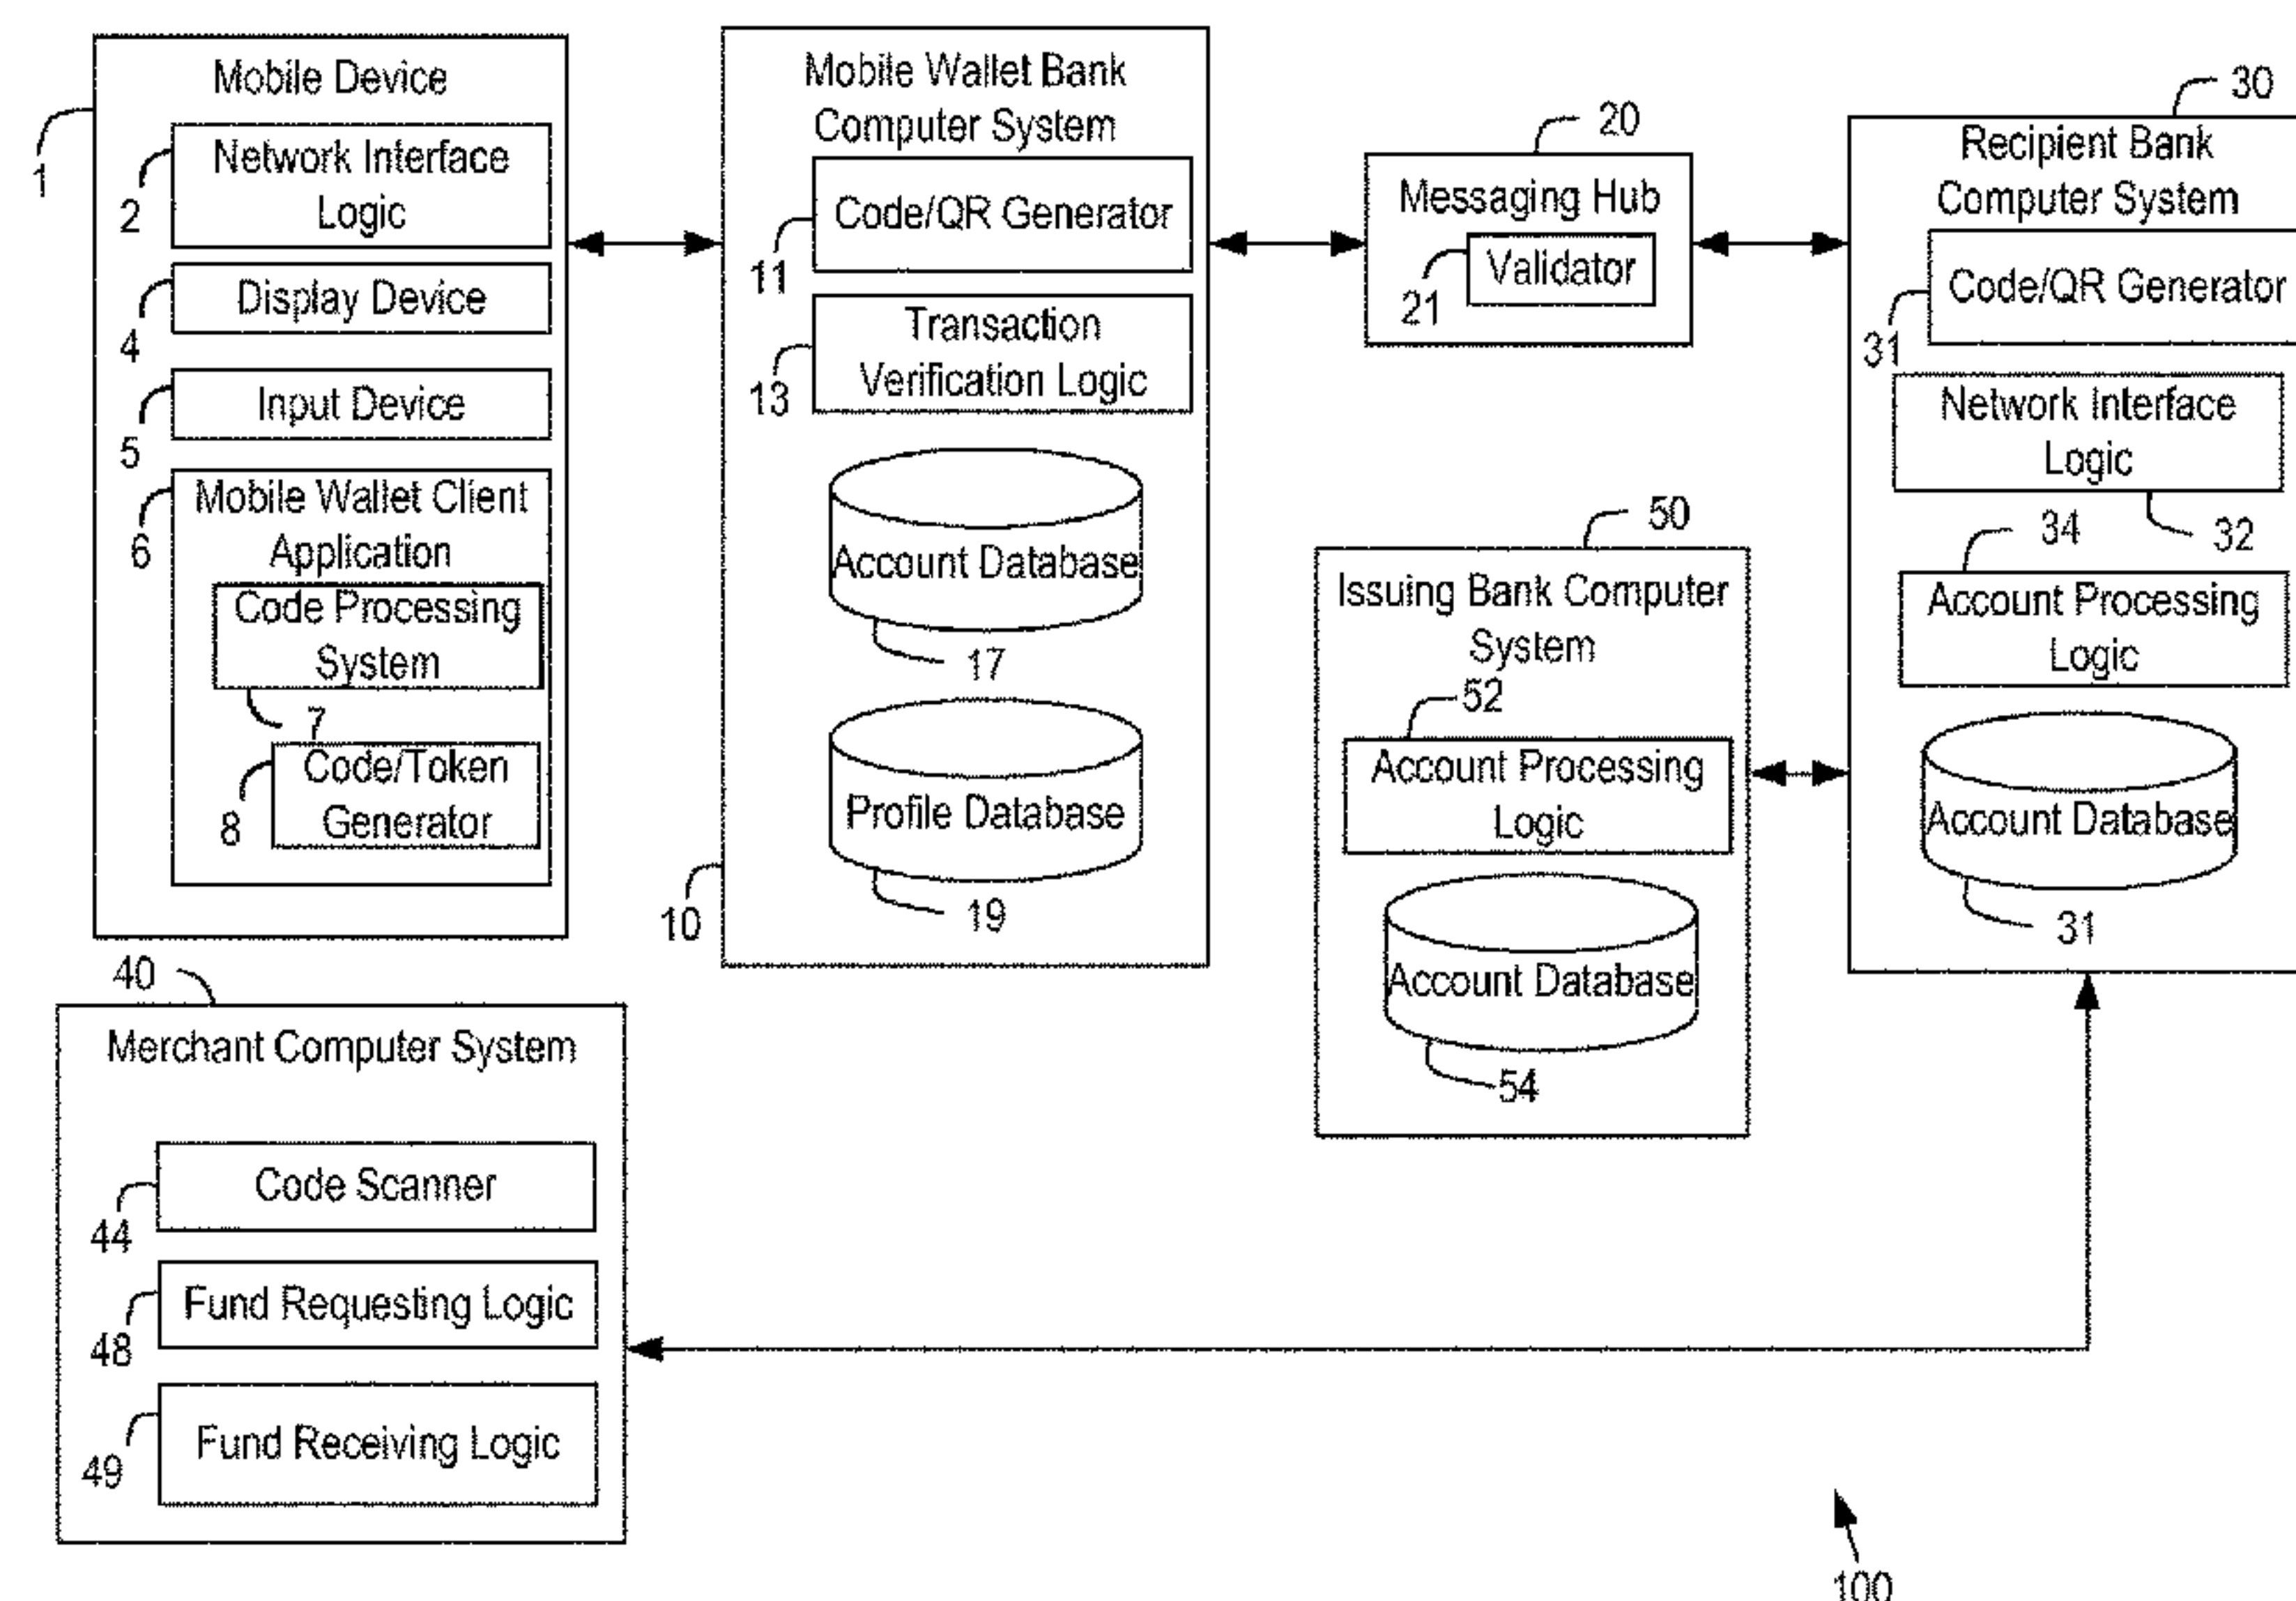 Mobile Device
1
Network Interface
Logic
2
Display Device
4
Input Device
5
Mobile Wallet Client
Application
6
Code Processing
System
7
Code/Token
Generator
8
Mobile Wallet Bank
Computer System
Code/QR Generator
11
Transaction
Verification Logic
13
Account Database
17
Profile Database
19
10
20
Messaging Hub
Validator
21
30
Recipient Bank
Computer System
Code/QR Generator
31
Network Interface
Logic
32
34
Account Processing
Logic
Account Database
31
50
Issuing Bank Computer
System
52
Account Processing
Logic
Account Database
54
40
Merchant Computer System
Code Scanner
44
Fund Requesting Logic
48
Fund Receiving Logic
49
100